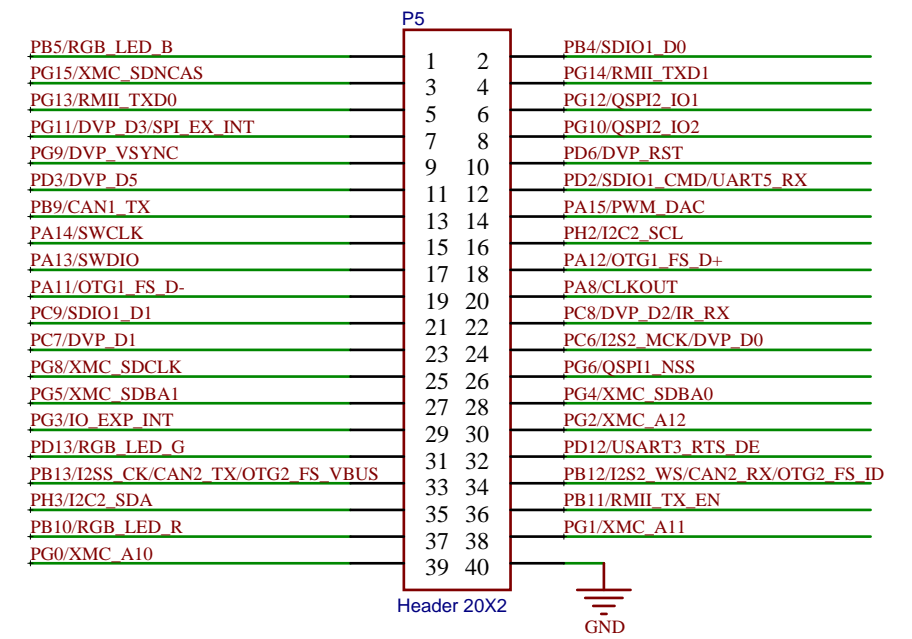 P5
PB5/RGB_LED_B 1 2 PB4/SDIO1_D0
PG15/XMC_SDNCAS 3 4 PG14/RMII_TXD1
PG13/RMII_TXD0 5 6 PG12/QSPI2_IO1
PG11/DVP_D3/SPI_EX_INT 7 8 PG10/QSPI2_IO2
PG9/DVP_VSYNC 9 10 PD6/DVP_RST
PD3/DVP_D5 11 12 PD2/SDIO1_CMD/UART5_RX
PB9/CAN1_TX 13 14 PA15/PWM_DAC
PA14/SWCLK 15 16 PH2/I2C2_SCL
PA13/SWDIO 17 18 PA12/OTG1_FS_D+
PA11/OTG1_FS_D- 19 20 PA8/CLKOUT
PC9/SDIO1_D1 21 22 PC8/DVP_D2/IR_RX
PC7/DVP_D1 23 24 PC6/I2S2_MCK/DVP_D0
PG8/XMC_SDCLK 25 26 PG6/QSPI1_NSS
PG5/XMC_SDBA1 27 28 PG4/XMC_SDBA0
PG3/IO_EXP_INT 29 30 PG2/XMC_A12
PD13/RGB_LED_G 31 32 PD12/USART3_RTS_DE
PB13/I2SS_CK/CAN2_TX/OTG2_FS_VBUS 33 34 PB12/I2S2_WS/CAN2_RX/OTG2_FS_ID
PH3/I2C2_SDA 35 36 PB11/RMII_TX_EN
PB10/RGB_LED_R 37 38 PG1/XMC_A11
PG0/XMC_A10 39 40
Header 20X2
GND